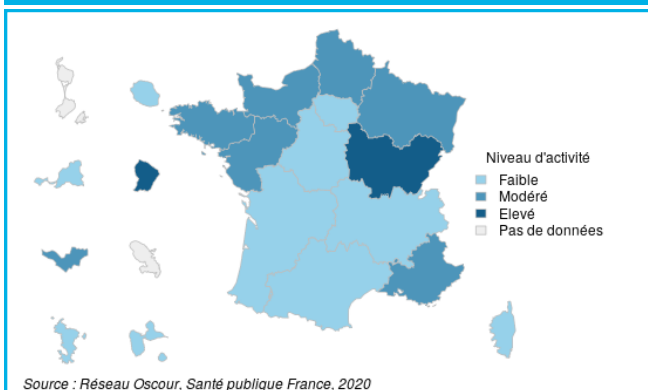 Niveau d'activité
Faible
Modéré
Elevé
Pas de données
Source : Réseau Oscour, Santé publique France, 2020